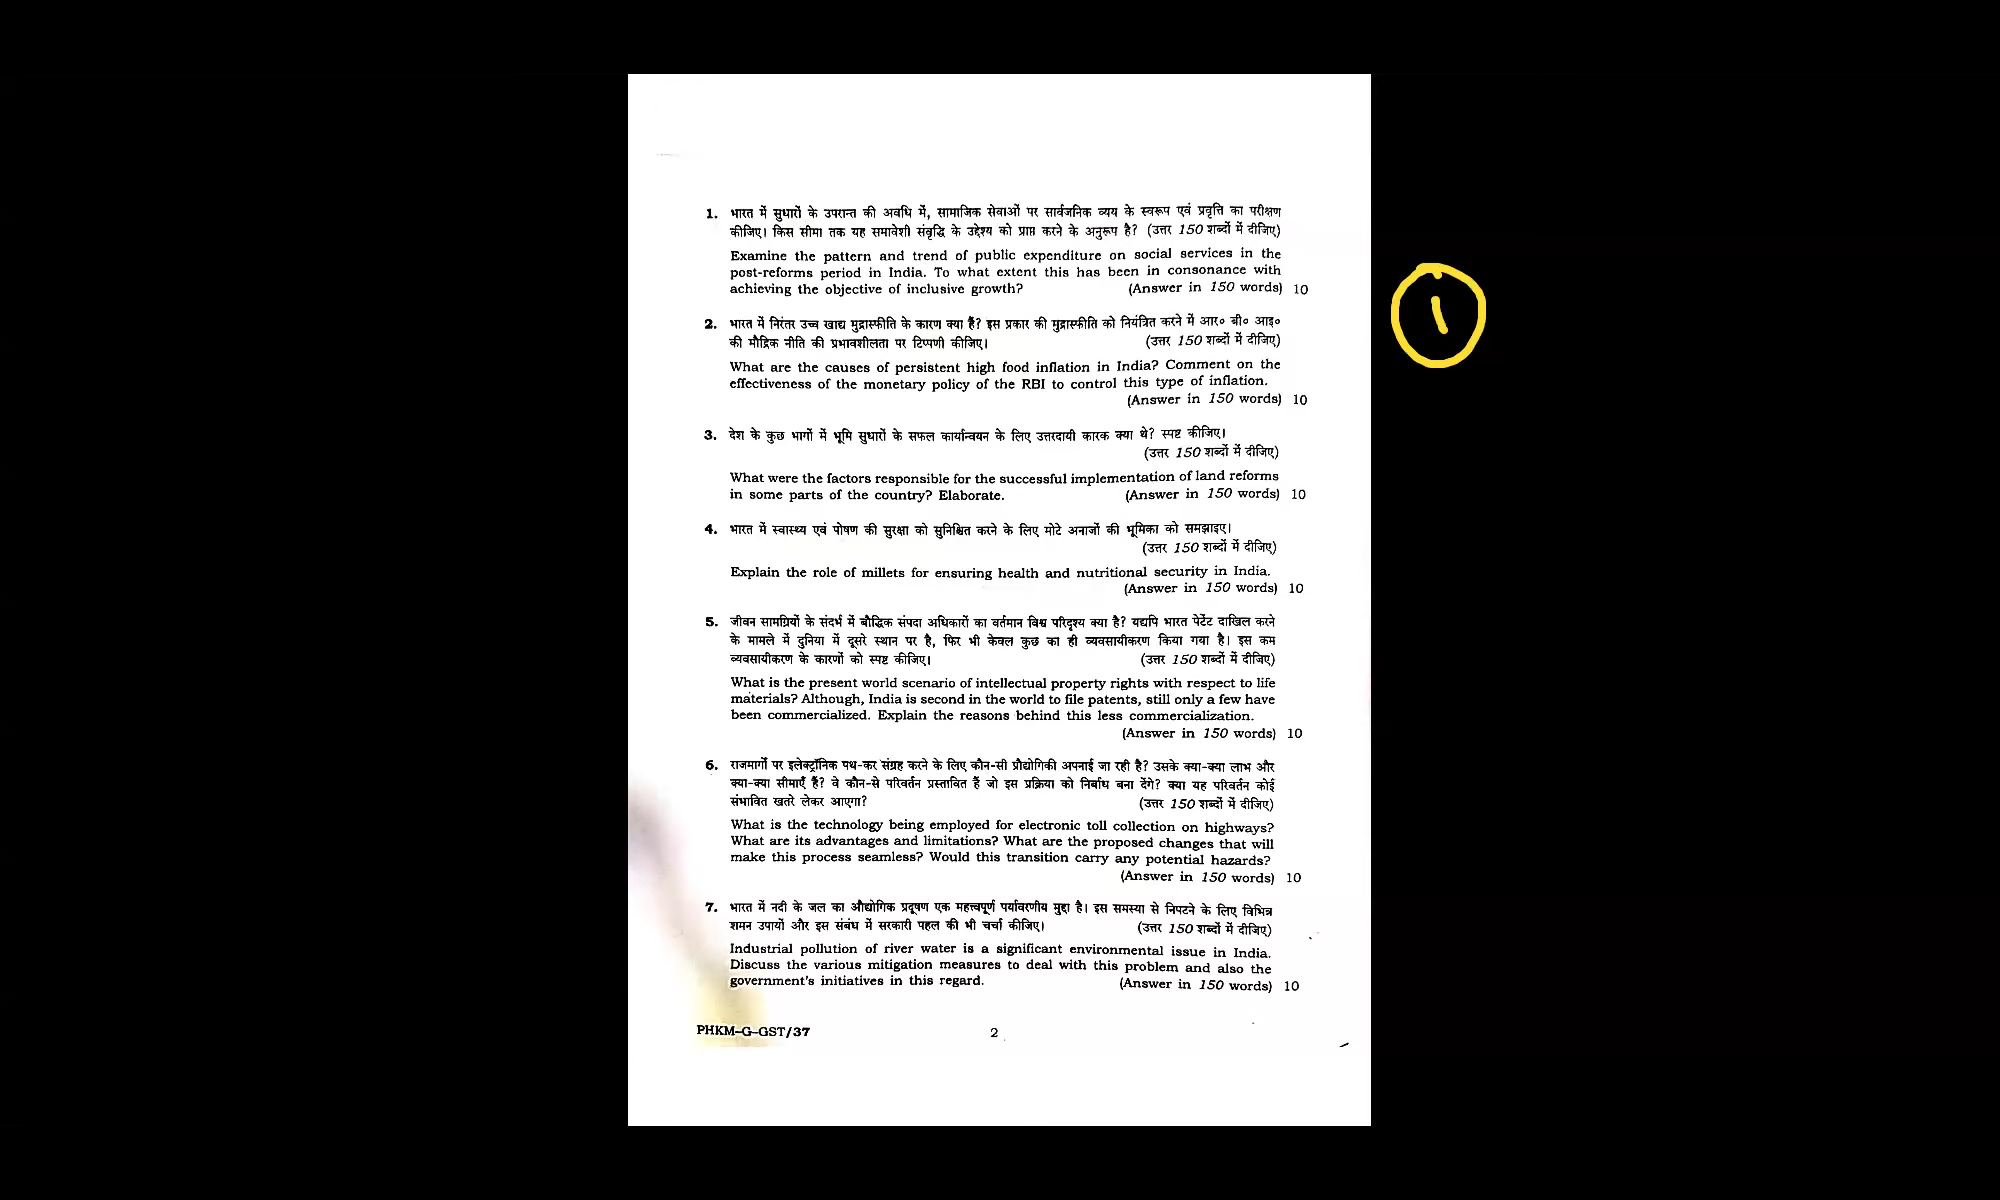 1. भारत में सुधारों के उपरान्त की अवधि में, सामाजिक सेवाओं पर सार्वजनिक व्यय के स्वरूप एवं प्रवृत्ति का परीक्षण
कीजिए। किस सीमा तक यह समावेशी संवृद्धि के उद्देश्य को प्राप्त करने के अनुरूप है? (उत्तर 150 शब्दों में दीजिए)
Examine the pattern and trend of public expenditure on social services in the
post-reforms period in India. To what extent this has been in consonance with
achieving the objective of inclusive growth? (Answer in 150 words) 10
1
2. भारत में निरंतर उच्च खाद्य मुद्रास्फीति के कारण क्या हैं? इस प्रकार की मुद्रास्फीति को नियंत्रित करने में आर० बी० आइ०
की मौद्रिक नीति की प्रभावशीलता पर टिप्पणी कीजिए। (उत्तर 150 शब्दों में दीजिए)
What are the causes of persistent high food inflation in India? Comment on the
effectiveness of the monetary policy of the RBI to control this type of inflation.
(Answer in 150 words) 10
3. देश के कुछ भागों में भूमि सुधारों के सफल कार्यान्वयन के लिए उत्तरदायी कारक क्या थे? स्पष्ट कीजिए।
(उत्तर 150 शब्दों में दीजिए)
What were the factors responsible for the successful implementation of land reforms
in some parts of the country? Elaborate. (Answer in 150 words) 10
4. भारत में स्वास्थ्य एवं पोषण की सुरक्षा को सुनिश्चित करने के लिए मोटे अनाजों की भूमिका को समझाइए।
(उत्तर 150 शब्दों में दीजिए)
Explain the role of millets for ensuring health and nutritional security in India.
(Answer in 150 words) 10
5. जीवन सामग्रियों के संदर्भ में बौद्धिक संपदा अधिकारों का वर्तमान विश्व परिदृश्य क्या है? यद्यपि भारत पेटेंट दाखिल करने
के मामले में दुनिया में दूसरे स्थान पर है, फिर भी केवल कुछ का ही व्यवसायीकरण किया गया है। इस कम
व्यवसायीकरण के कारणों को स्पष्ट कीजिए। (उत्तर 150 शब्दों में दीजिए)
What is the present world scenario of intellectual property rights with respect to life
materials? Although, India is second in the world to file patents, still only a few have
been commercialized. Explain the reasons behind this less commercialization.
(Answer in 150 words) 10
6. राजमार्गों पर इलेक्ट्रॉनिक पथ-कर संग्रह करने के लिए कौन-सी प्रौद्योगिकी अपनाई जा रही है? उसके क्या-क्या लाभ और
क्या-क्या सीमाएँ हैं? वे कौन-से परिवर्तन प्रस्तावित हैं जो इस प्रक्रिया को निर्बाध बना देंगे? क्या यह परिवर्तन कोई
संभावित खतरे लेकर आएगा? (उत्तर 150 शब्दों में दीजिए)
What is the technology being employed for electronic toll collection on highways?
What are its advantages and limitations? What are the proposed changes that will
make this process seamless? Would this transition carry any potential hazards?
(Answer in 150 words) 10
7. भारत में नदी के जल का औद्योगिक प्रदूषण एक महत्त्वपूर्ण पर्यावरणीय मुद्दा है। इस समस्या से निपटने के लिए विभिन्न
शमन उपायों और इस संबंध में सरकारी पहल की भी चर्चा कीजिए। (उत्तर 150 शब्दों में दीजिए)
Industrial pollution of river water is a significant environmental issue in India.
Discuss the various mitigation measures to deal with this problem and also the
government's initiatives in this regard. (Answer in 150 words) 10
PHKM-G-GST/37 2